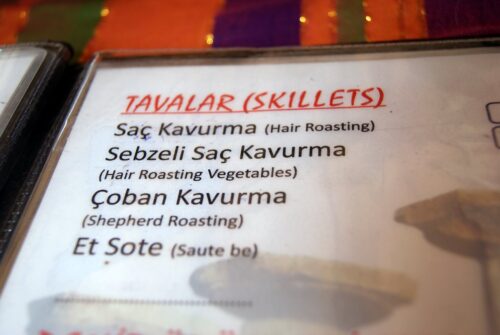 TAVALAR (SKILLETS)
Saç Kavurma (Hair Roasting)
Sebzeli Saç Kavurma
(Hair Roasting Vegetables)
Çoban Kavurma
(Shepherd Roasting)
Et Sote (Saute be)